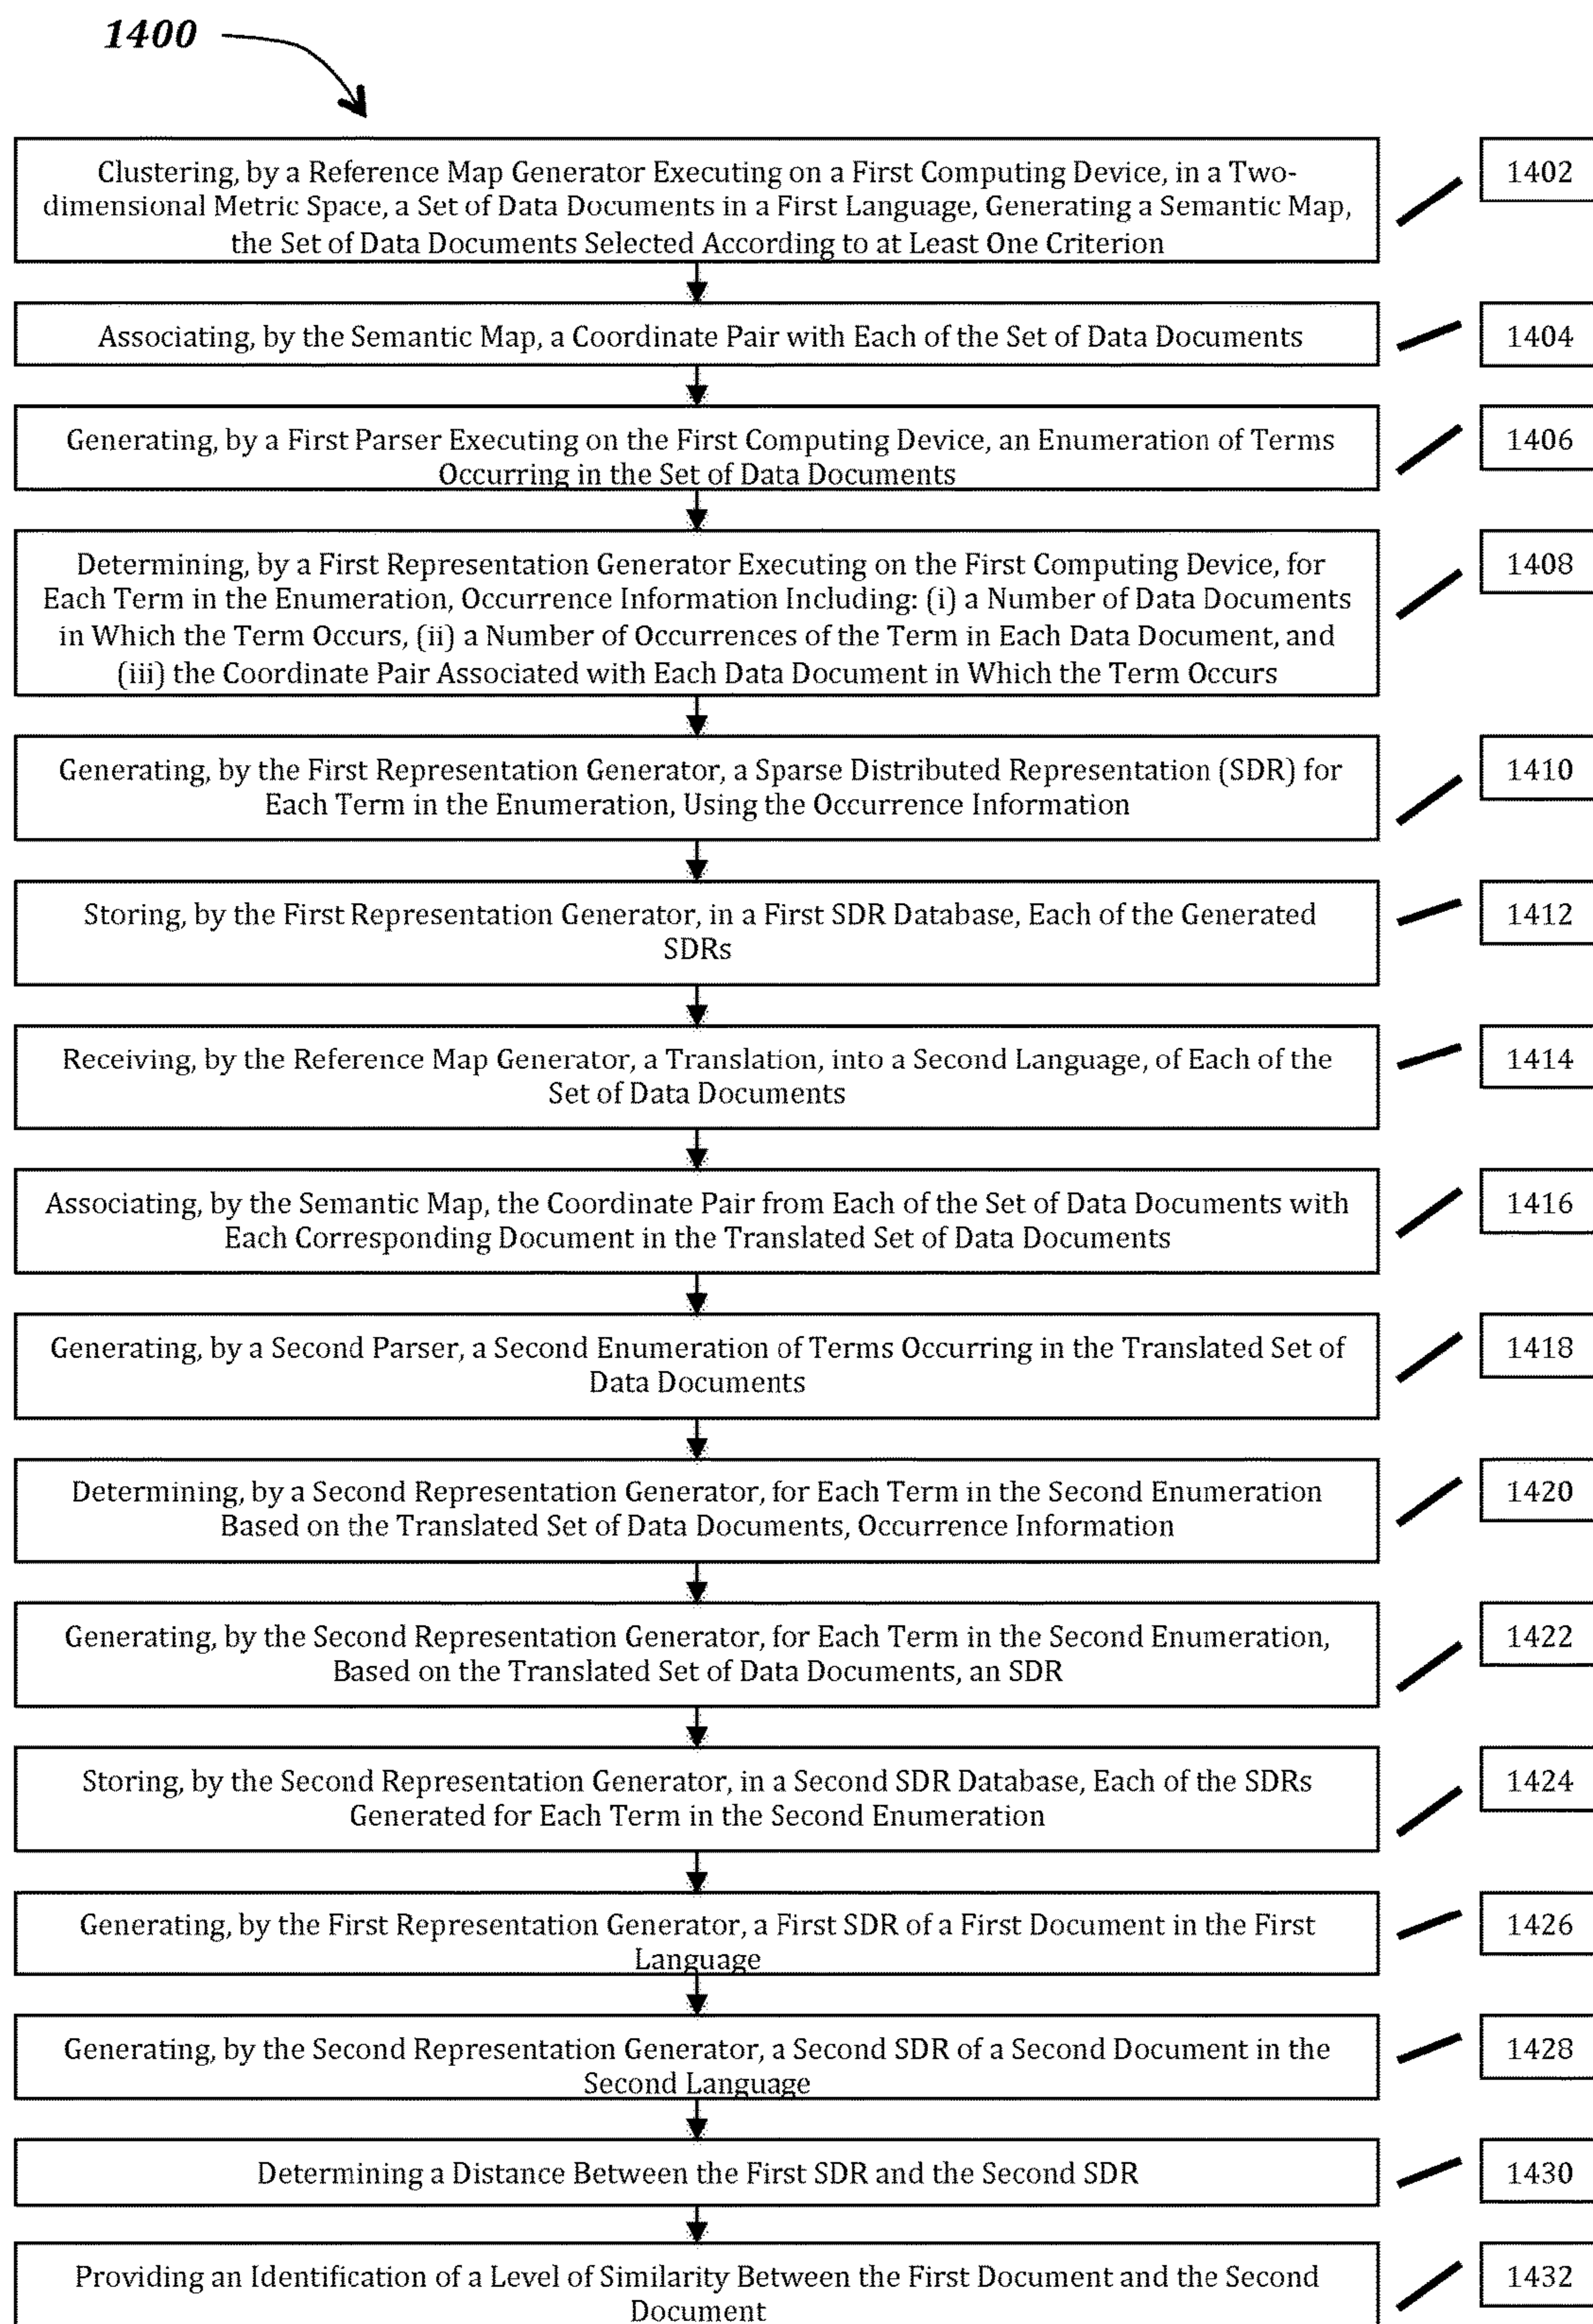 1400
Clustering, by a Reference Map Generator Executing on a First Computing Device, in a Two-
dimensional Metric Space, a Set of Data Documents in a First Language, Generating a Semantic Map,
the Set of Data Documents Selected According to at Least One Criterion
1402
Associating, by the Semantic Map, a Coordinate Pair with Each of the Set of Data Documents
1404
Generating, by a First Parser Executing on the First Computing Device, an Enumeration of Terms
Occurring in the Set of Data Documents
1406
Determining, by a First Representation Generator Executing on the First Computing Device, for
Each Term in the Enumeration, Occurrence Information Including: (i) a Number of Data Documents
in Which the Term Occurs, (ii) a Number of Occurrences of the Term in Each Data Document, and
(iii) the Coordinate Pair Associated with Each Data Document in Which the Term Occurs
1408
Generating, by the First Representation Generator, a Sparse Distributed Representation (SDR) for
Each Term in the Enumeration, Using the Occurrence Information
1410
Storing, by the First Representation Generator, in a First SDR Database, Each of the Generated
SDRs
1412
Receiving, by the Reference Map Generator, a Translation, into a Second Language, of Each of the
Set of Data Documents
1414
Associating, by the Semantic Map, the Coordinate Pair from Each of the Set of Data Documents with
Each Corresponding Document in the Translated Set of Data Documents
1416
Generating, by a Second Parser, a Second Enumeration of Terms Occurring in the Translated Set of
Data Documents
1418
Determining, by a Second Representation Generator, for Each Term in the Second Enumeration
Based on the Translated Set of Data Documents, Occurrence Information
1420
Generating, by the Second Representation Generator, for Each Term in the Second Enumeration,
Based on the Translated Set of Data Documents, an SDR
1422
Storing, by the Second Representation Generator, in a Second SDR Database, Each of the SDRs
Generated for Each Term in the Second Enumeration
1424
Generating, by the First Representation Generator, a First SDR of a First Document in the First
Language
1426
Generating, by the Second Representation Generator, a Second SDR of a Second Document in the
Second Language
1428
Determining a Distance Between the First SDR and the Second SDR
1430
Providing an Identification of a Level of Similarity Between the First Document and the Second
Document
1432